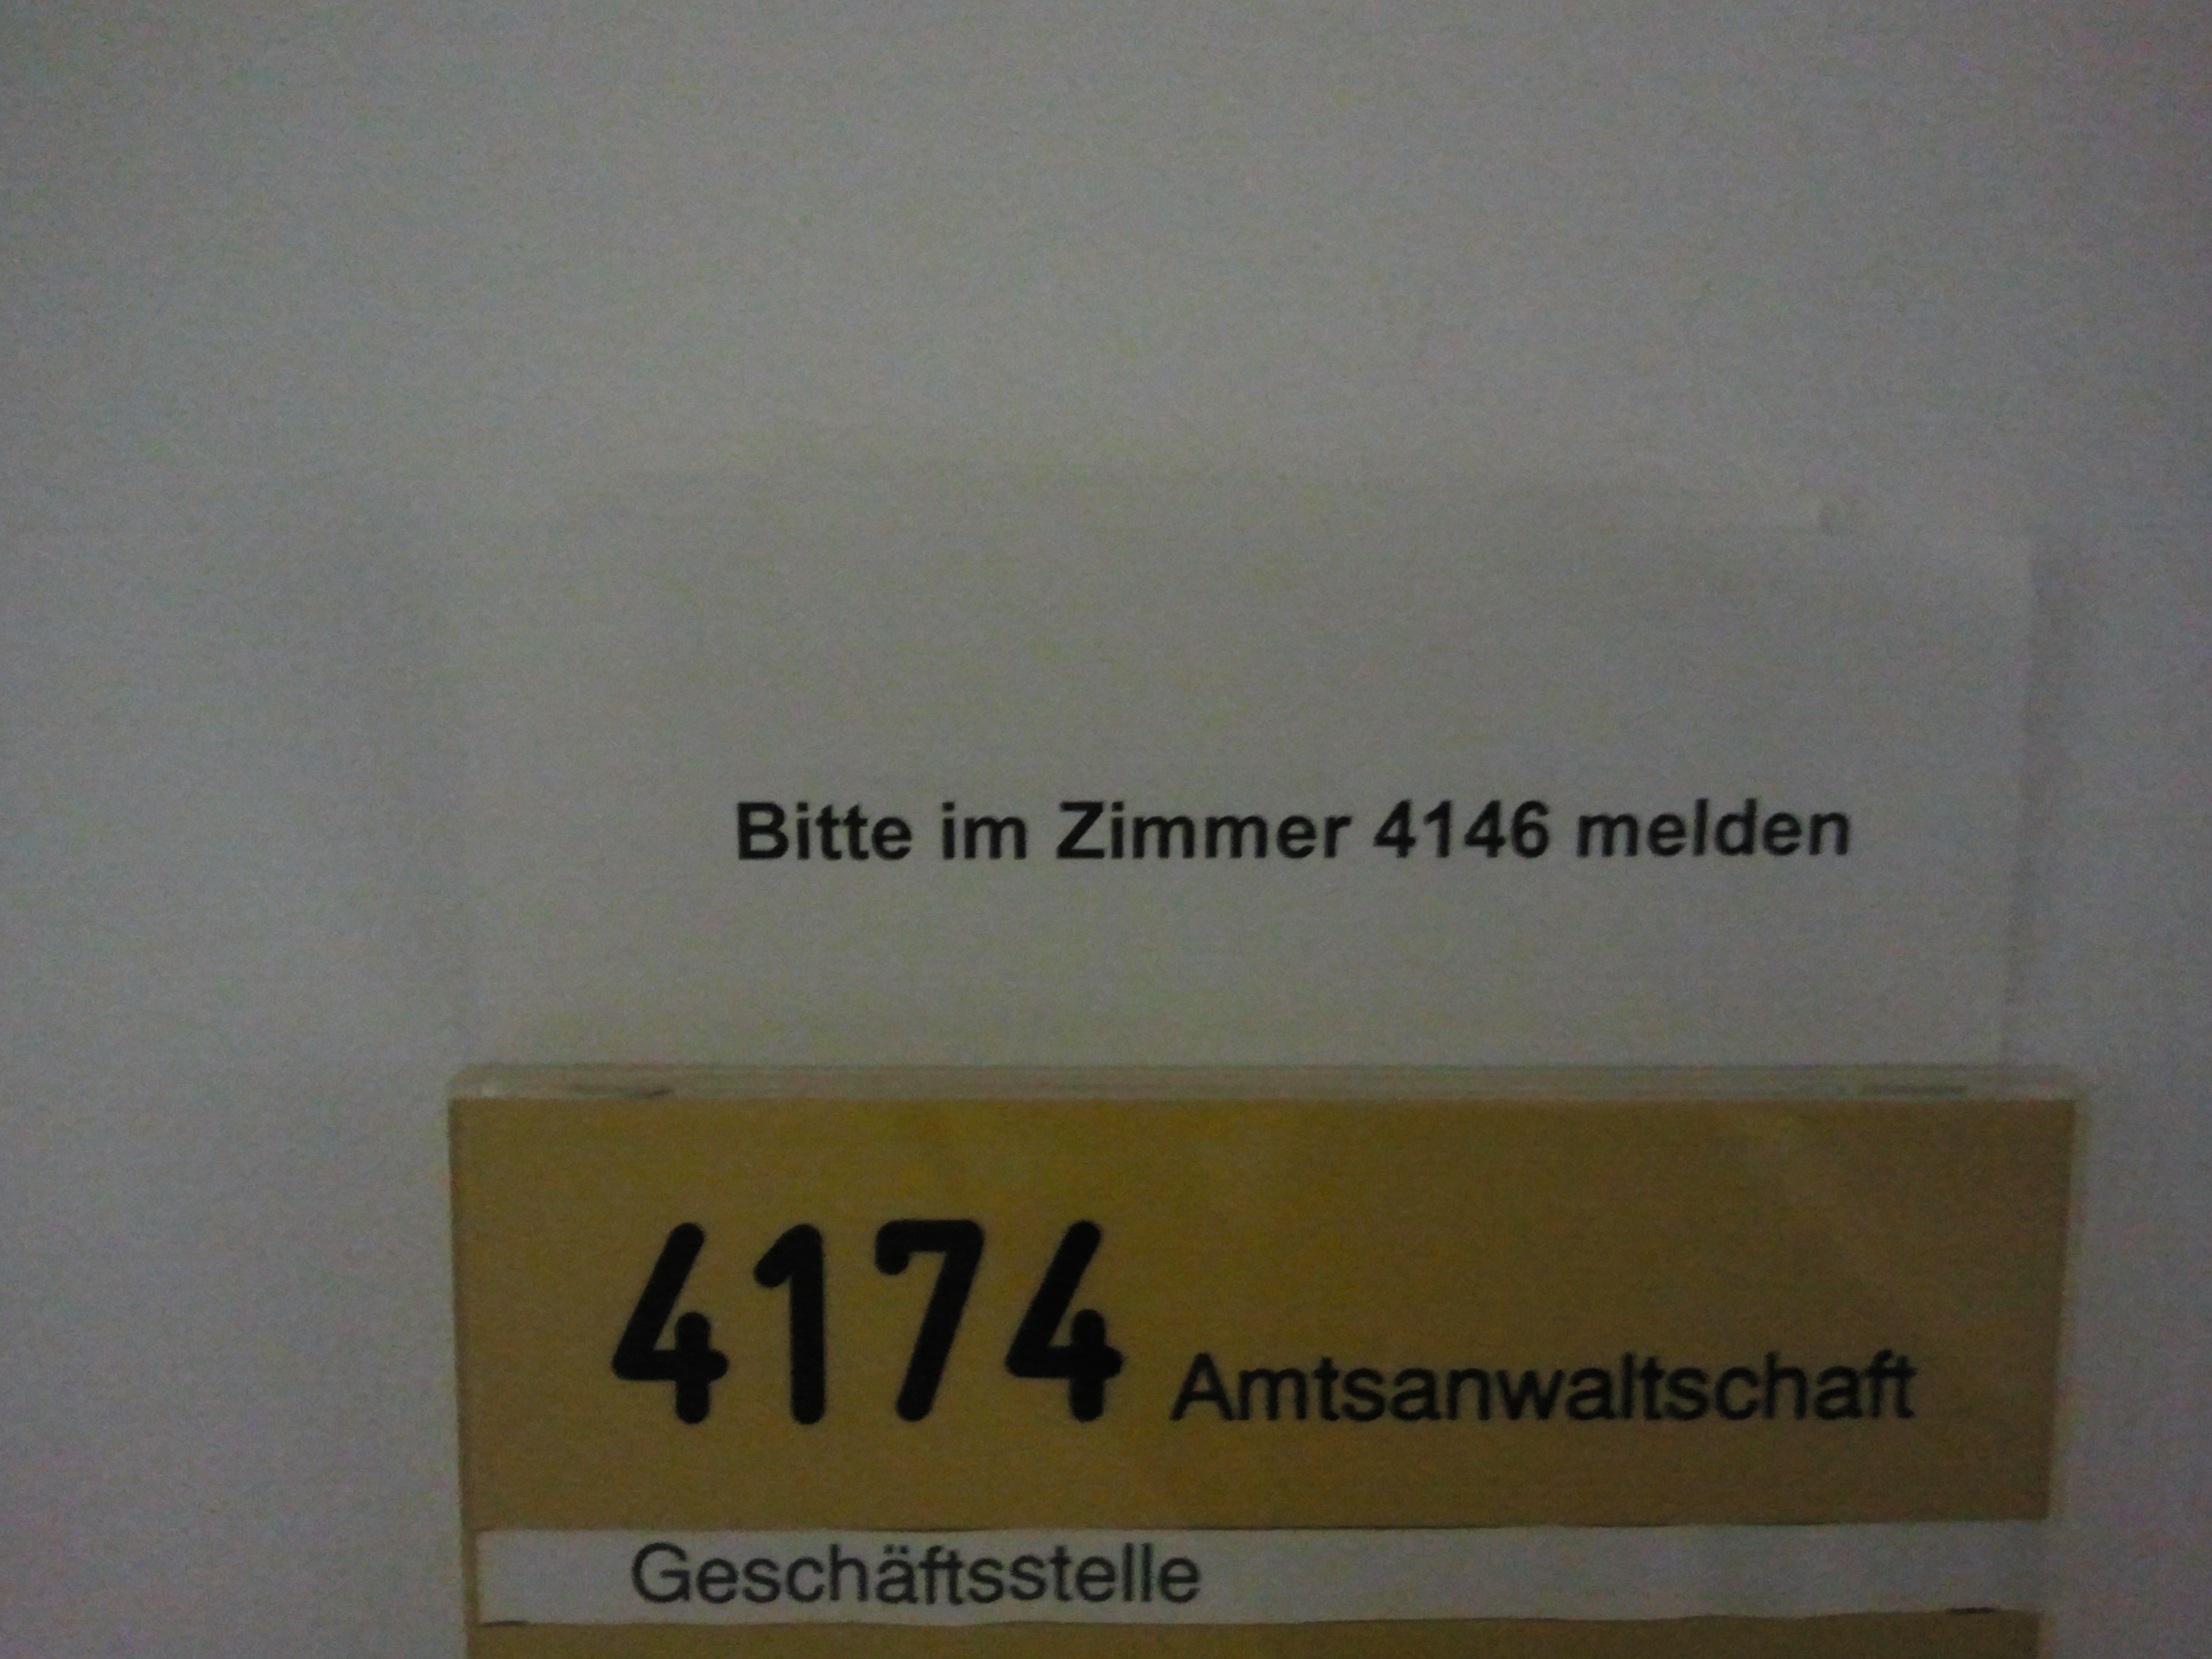 Bitte im Zimmer 4146 melden
4174 Amtsanwaltschaft
Geschäftsstelle